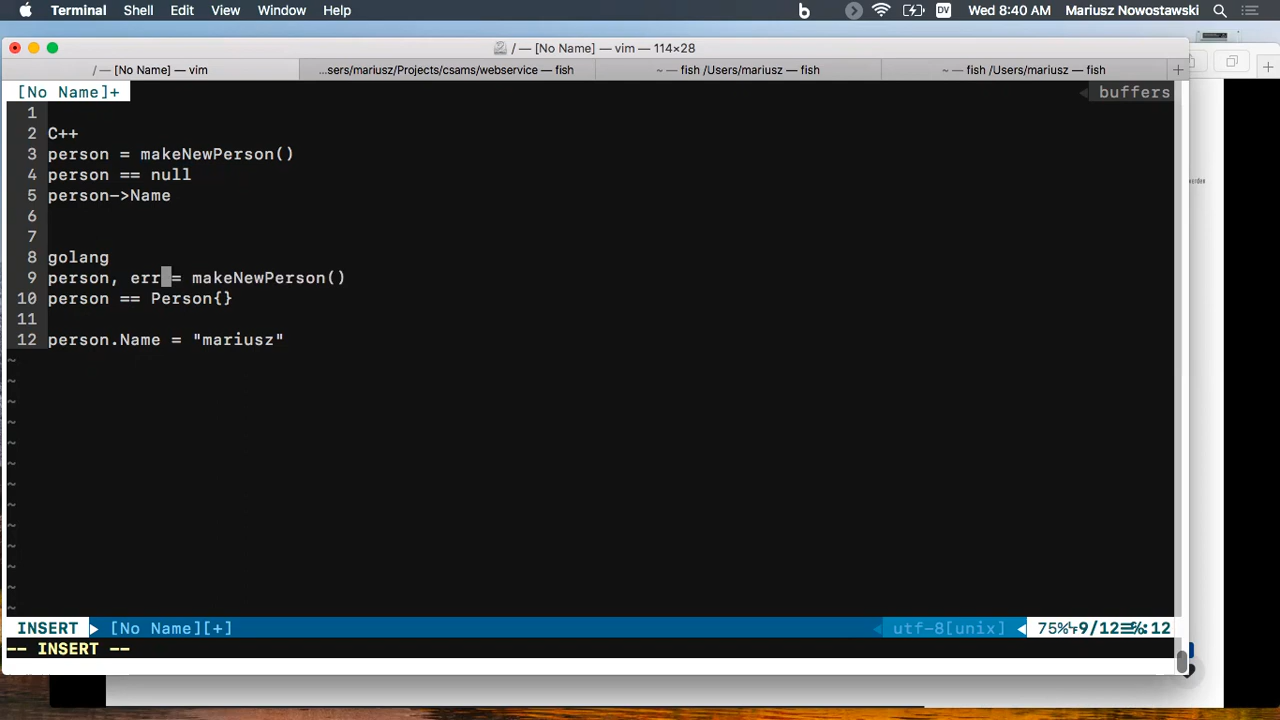 Terminal Shell Edit View Window Help DV Wed 8:40 AM Mariusz Nowostawski
/ — [No Name] — vim — 114×28
/ — [No Name] — vim ...sers/mariusz/Projects/csams/webservice — fish ~ — fish /Users/mariusz — fish ~ — fish /Users/mariusz — fish +
[No Name]+ buffers
1
2 C++
3 person = makeNewPerson()
4 person == null
5 person->Name
6
7
8 golang
9 person, err = makeNewPerson()
10 person == Person{}
11
12 person.Name = "mariusz"
~
~
~
~
~
~
~
~
~
~
~
~
~
INSERT [No Name][+] utf-8[unix] 75% 9/12 : 12
-- INSERT --